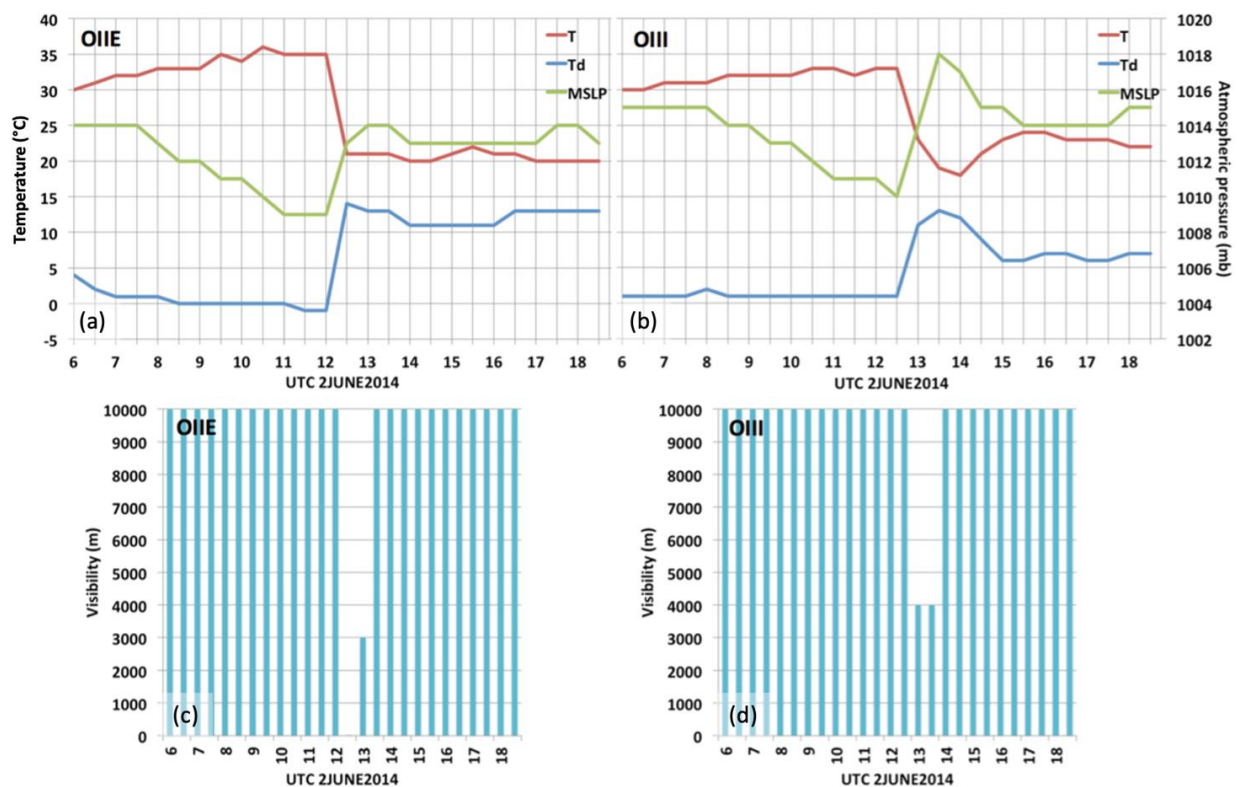 OIIE
T
Td
MSLP
Temperature (°C)
40
35
30
25
20
15
10
5
0
-5
(a)
6 7 8 9 10 11 12 13 14 15 16 17 18
UTC 2JUNE2014
OIII
T
Td
MSLP
(b)
6 7 8 9 10 11 12 13 14 15 16 17 18
UTC 2JUNE2014
1020
1018
1016
1014
1012
1010
1008
1006
1004
1002
Atmospheric pressure (mb)
OIIE
Visibility (m)
10000
9000
8000
7000
6000
5000
4000
3000
2000
1000
0
(c)
6 7 8 9 10 11 12 13 14 15 16 17 18
UTC 2JUNE2014
OIII
Visibility (m)
10000
9000
8000
7000
6000
5000
4000
3000
2000
1000
0
(d)
6 7 8 9 10 11 12 13 14 15 16 17 18
UTC 2JUNE2014